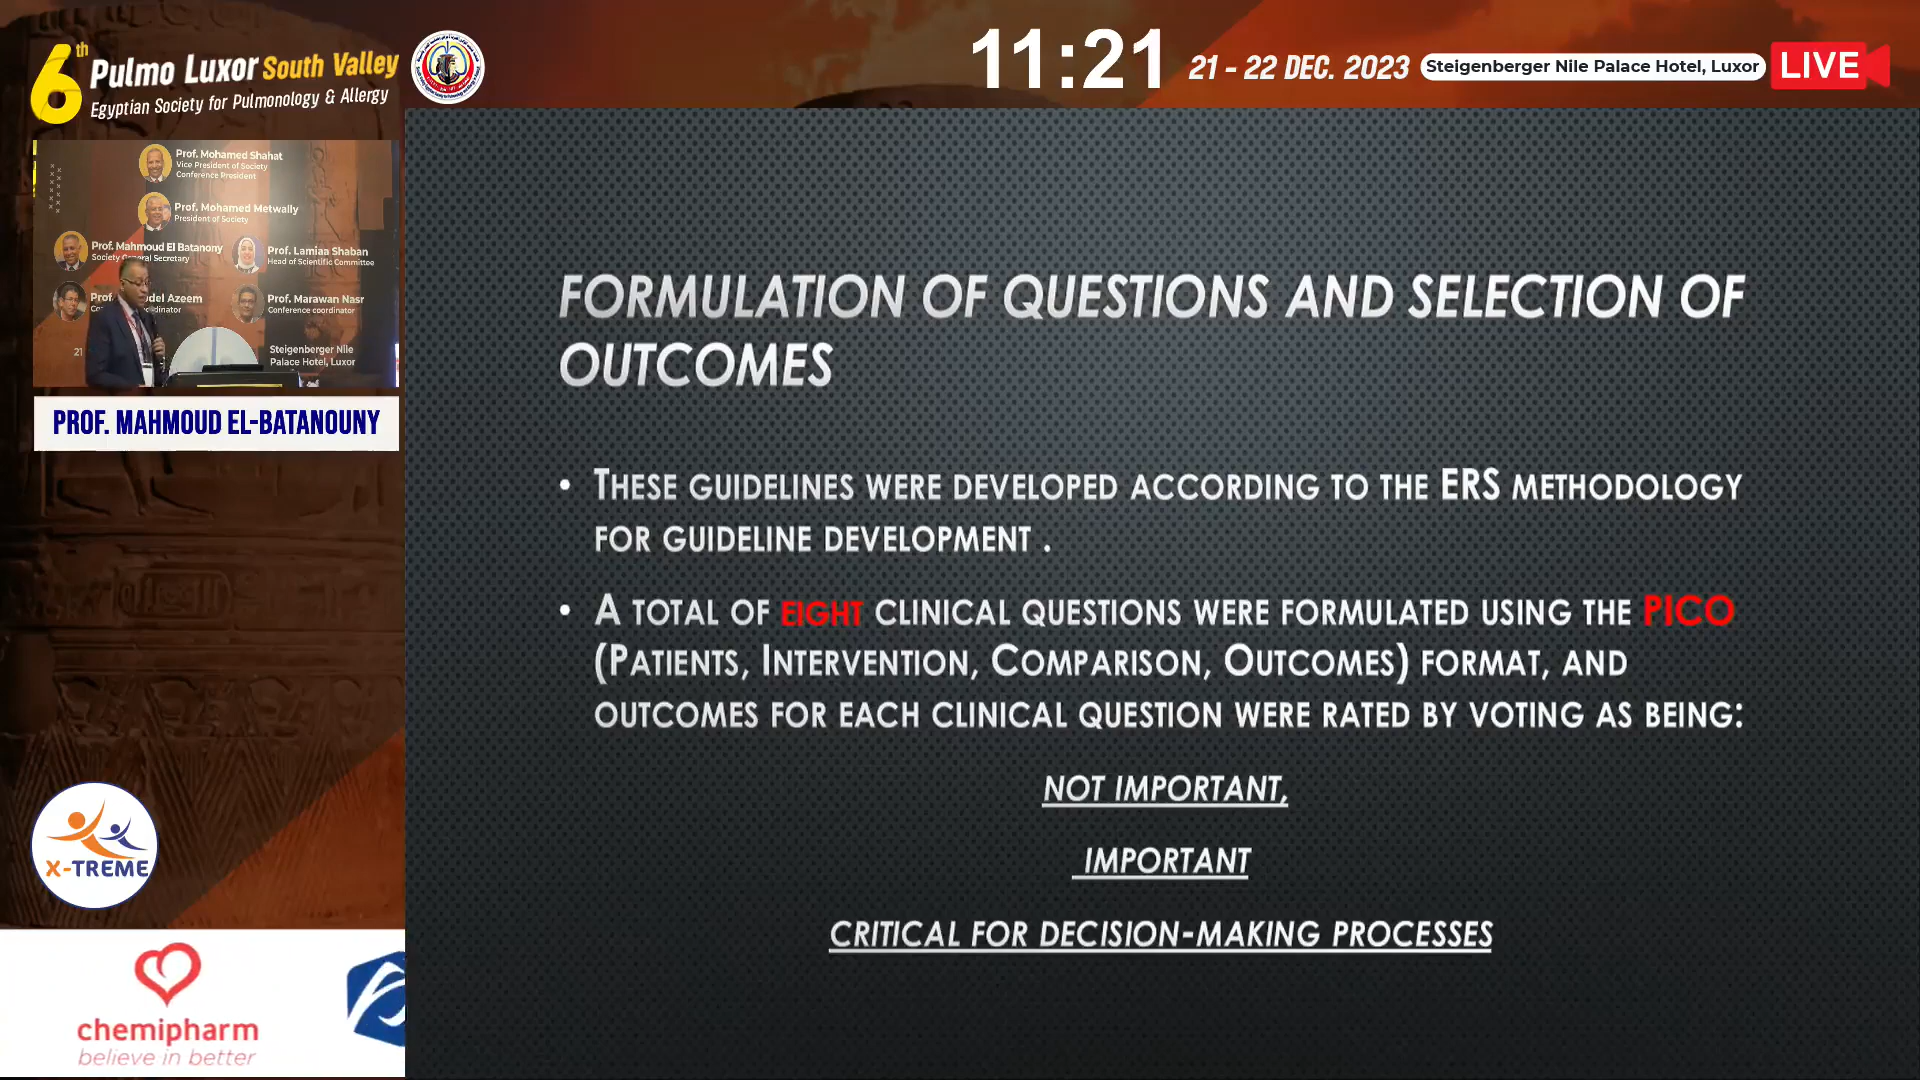 6th Pulmo Luxor South Valley
Egyptian Society for Pulmonology & Allergy
11:21
21 - 22 DEC. 2023
Steigenberger Nile Palace Hotel, Luxor
LIVE
Prof. Mohamed Shahat
Vice President of Society
Conference President
Prof. Mohamed Metwally
President of Society
Prof. Mahmoud El Batanony
Society General Secretary
Prof. Lamiaa Shaban
Head of Scientific Committee
Prof. Azeem
Prof. Marawan Nasr
Conference coordinator
21
Steigenberger Nile
Palace Hotel, Luxor
PROF. MAHMOUD EL-BATANOUNY
FORMULATION OF QUESTIONS AND SELECTION OF
OUTCOMES
• THESE GUIDELINES WERE DEVELOPED ACCORDING TO THE ERS METHODOLOGY
FOR GUIDELINE DEVELOPMENT .
• A TOTAL OF EIGHT CLINICAL QUESTIONS WERE FORMULATED USING THE PICO
(PATIENTS, INTERVENTION, COMPARISON, OUTCOMES) FORMAT, AND
OUTCOMES FOR EACH CLINICAL QUESTION WERE RATED BY VOTING AS BEING:
NOT IMPORTANT,
IMPORTANT
CRITICAL FOR DECISION-MAKING PROCESSES
X-TREME
chemipharm
believe in better